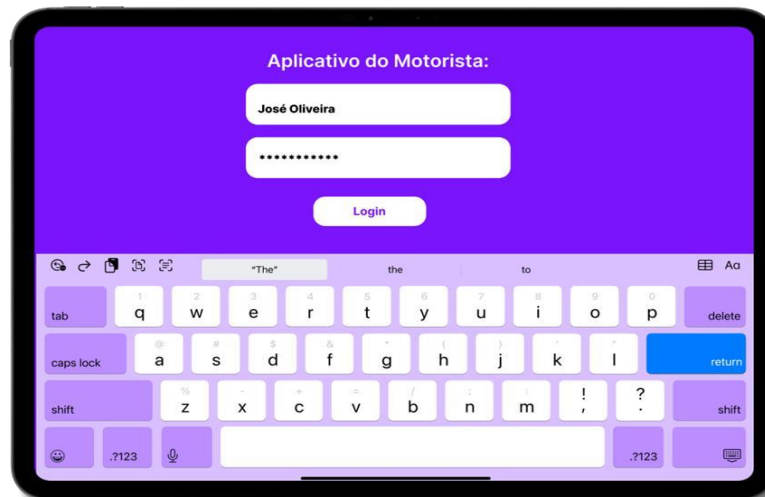 Aplicativo do Motorista:
José Oliveira
***********
Login
"The" the to Aa
1 2 3 4 5 6 7 8 9 0
tab q w e r t y u i o p delete
@ # $ & * ( ) ' "
caps lock a s d f g h j k l return
% - + = / ; : ! ?
shift z x c v b n m , . shift
.?123 .?123